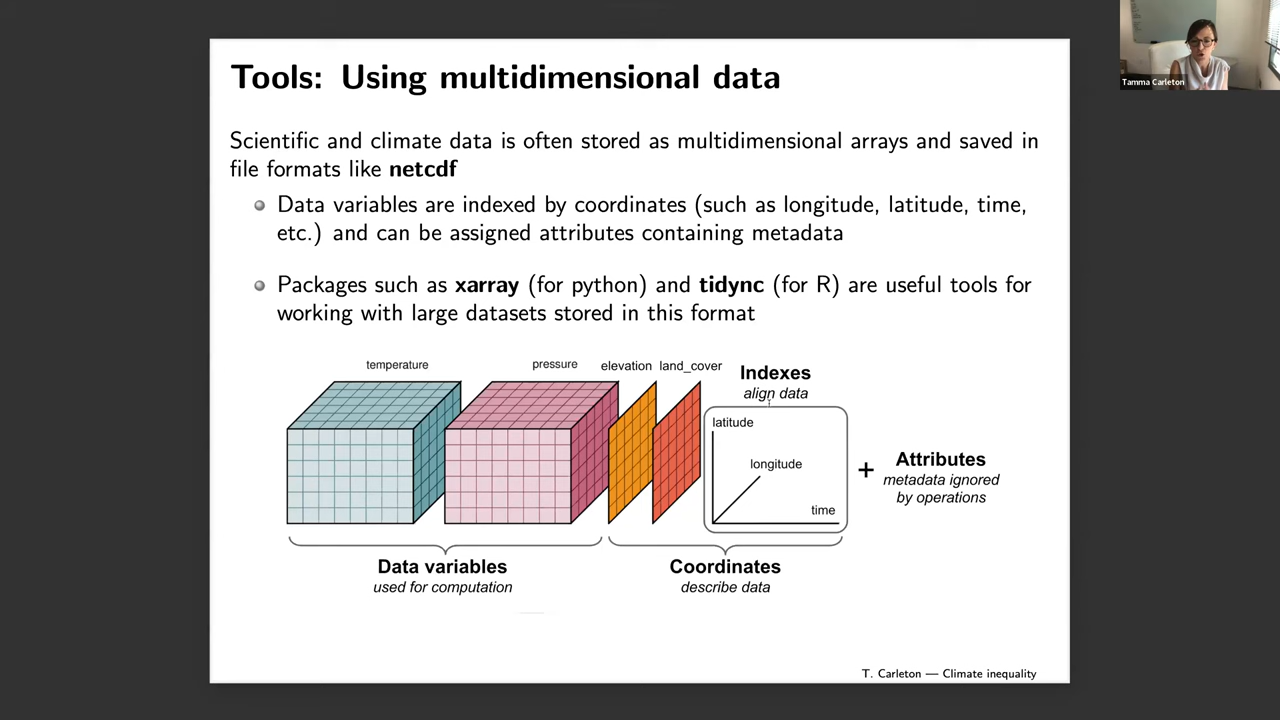 Tools: Using multidimensional data
Tamma Carleton
Scientific and climate data is often stored as multidimensional arrays and saved in
file formats like netcdf
Data variables are indexed by coordinates (such as longitude, latitude, time,
etc.) and can be assigned attributes containing metadata
Packages such as xarray (for python) and tidync (for R) are useful tools for
working with large datasets stored in this format
temperature
pressure
elevation
land_cover
Indexes
align data
latitude
longitude
time
+
Attributes
metadata ignored
by operations
Data variables
used for computation
Coordinates
describe data
T. Carleton — Climate inequality